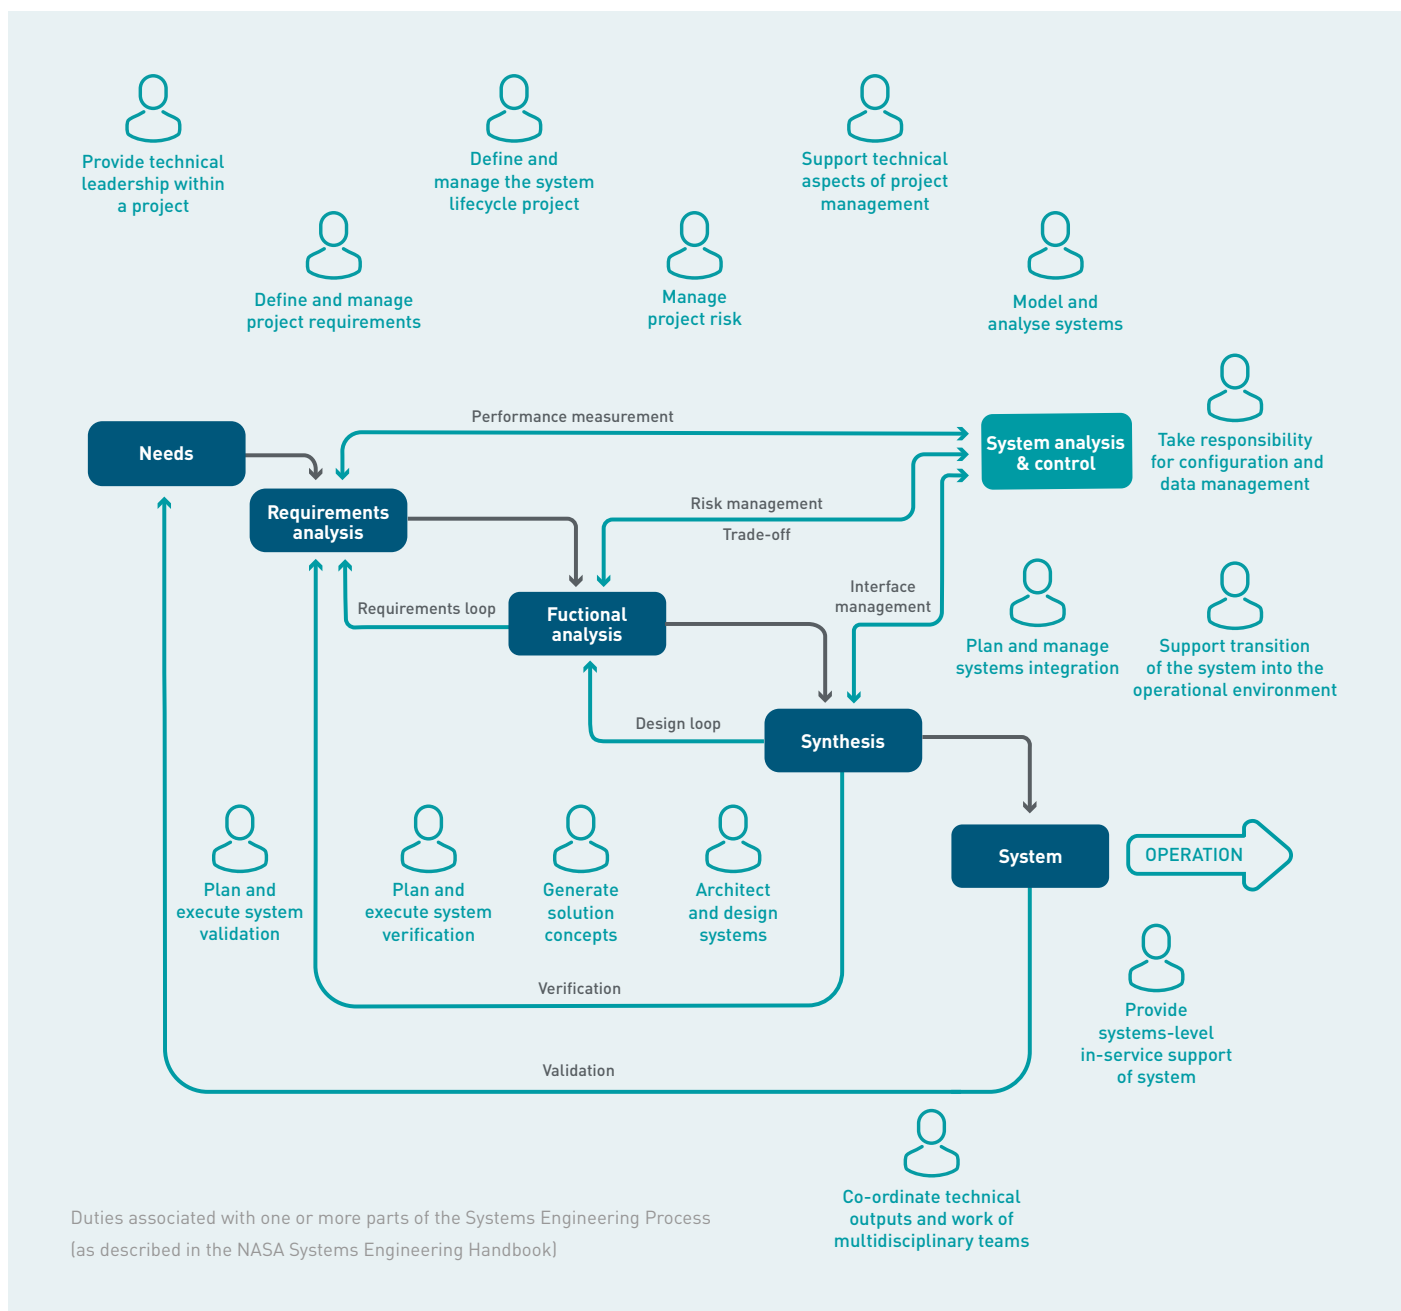 Provide technical
leadership within
a project
Define and
manage the system
lifecycle project
Support technical
aspects of project
management
Define and manage
project requirements
Manage
project risk
Model and
analyse systems
Performance measurement
Needs
System analysis
& control
Take responsibility
for configuration and
data management
Requirements
analysis
Risk management
Trade-off
Interface
management
Requirements loop
Fuctional
analysis
Plan and manage
systems integration
Support transition
of the system into the
operational environment
Design loop
Synthesis
System
OPERATION
Plan and
execute system
validation
Plan and
execute system
verification
Generate
solution
concepts
Architect
and design
systems
Verification
Provide
systems-level
in-service support
of system
Validation
Co-ordinate technical
outputs and work of
multidisciplinary teams
Duties associated with one or more parts of the Systems Engineering Process
(as described in the NASA Systems Engineering Handbook)